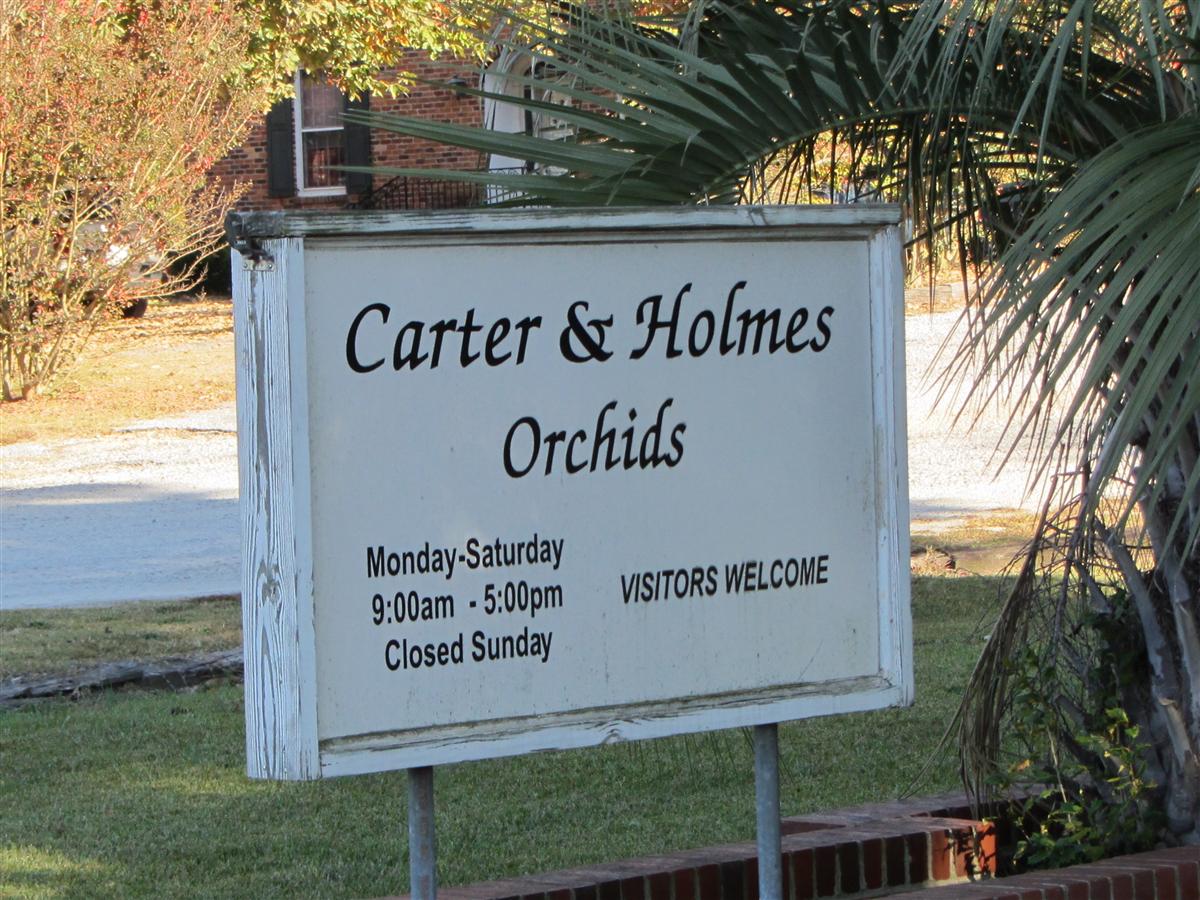 Carter & Holmes
Orchids
Monday-Saturday
9:00am - 5:00pm
Closed Sunday
VISITORS WELCOME